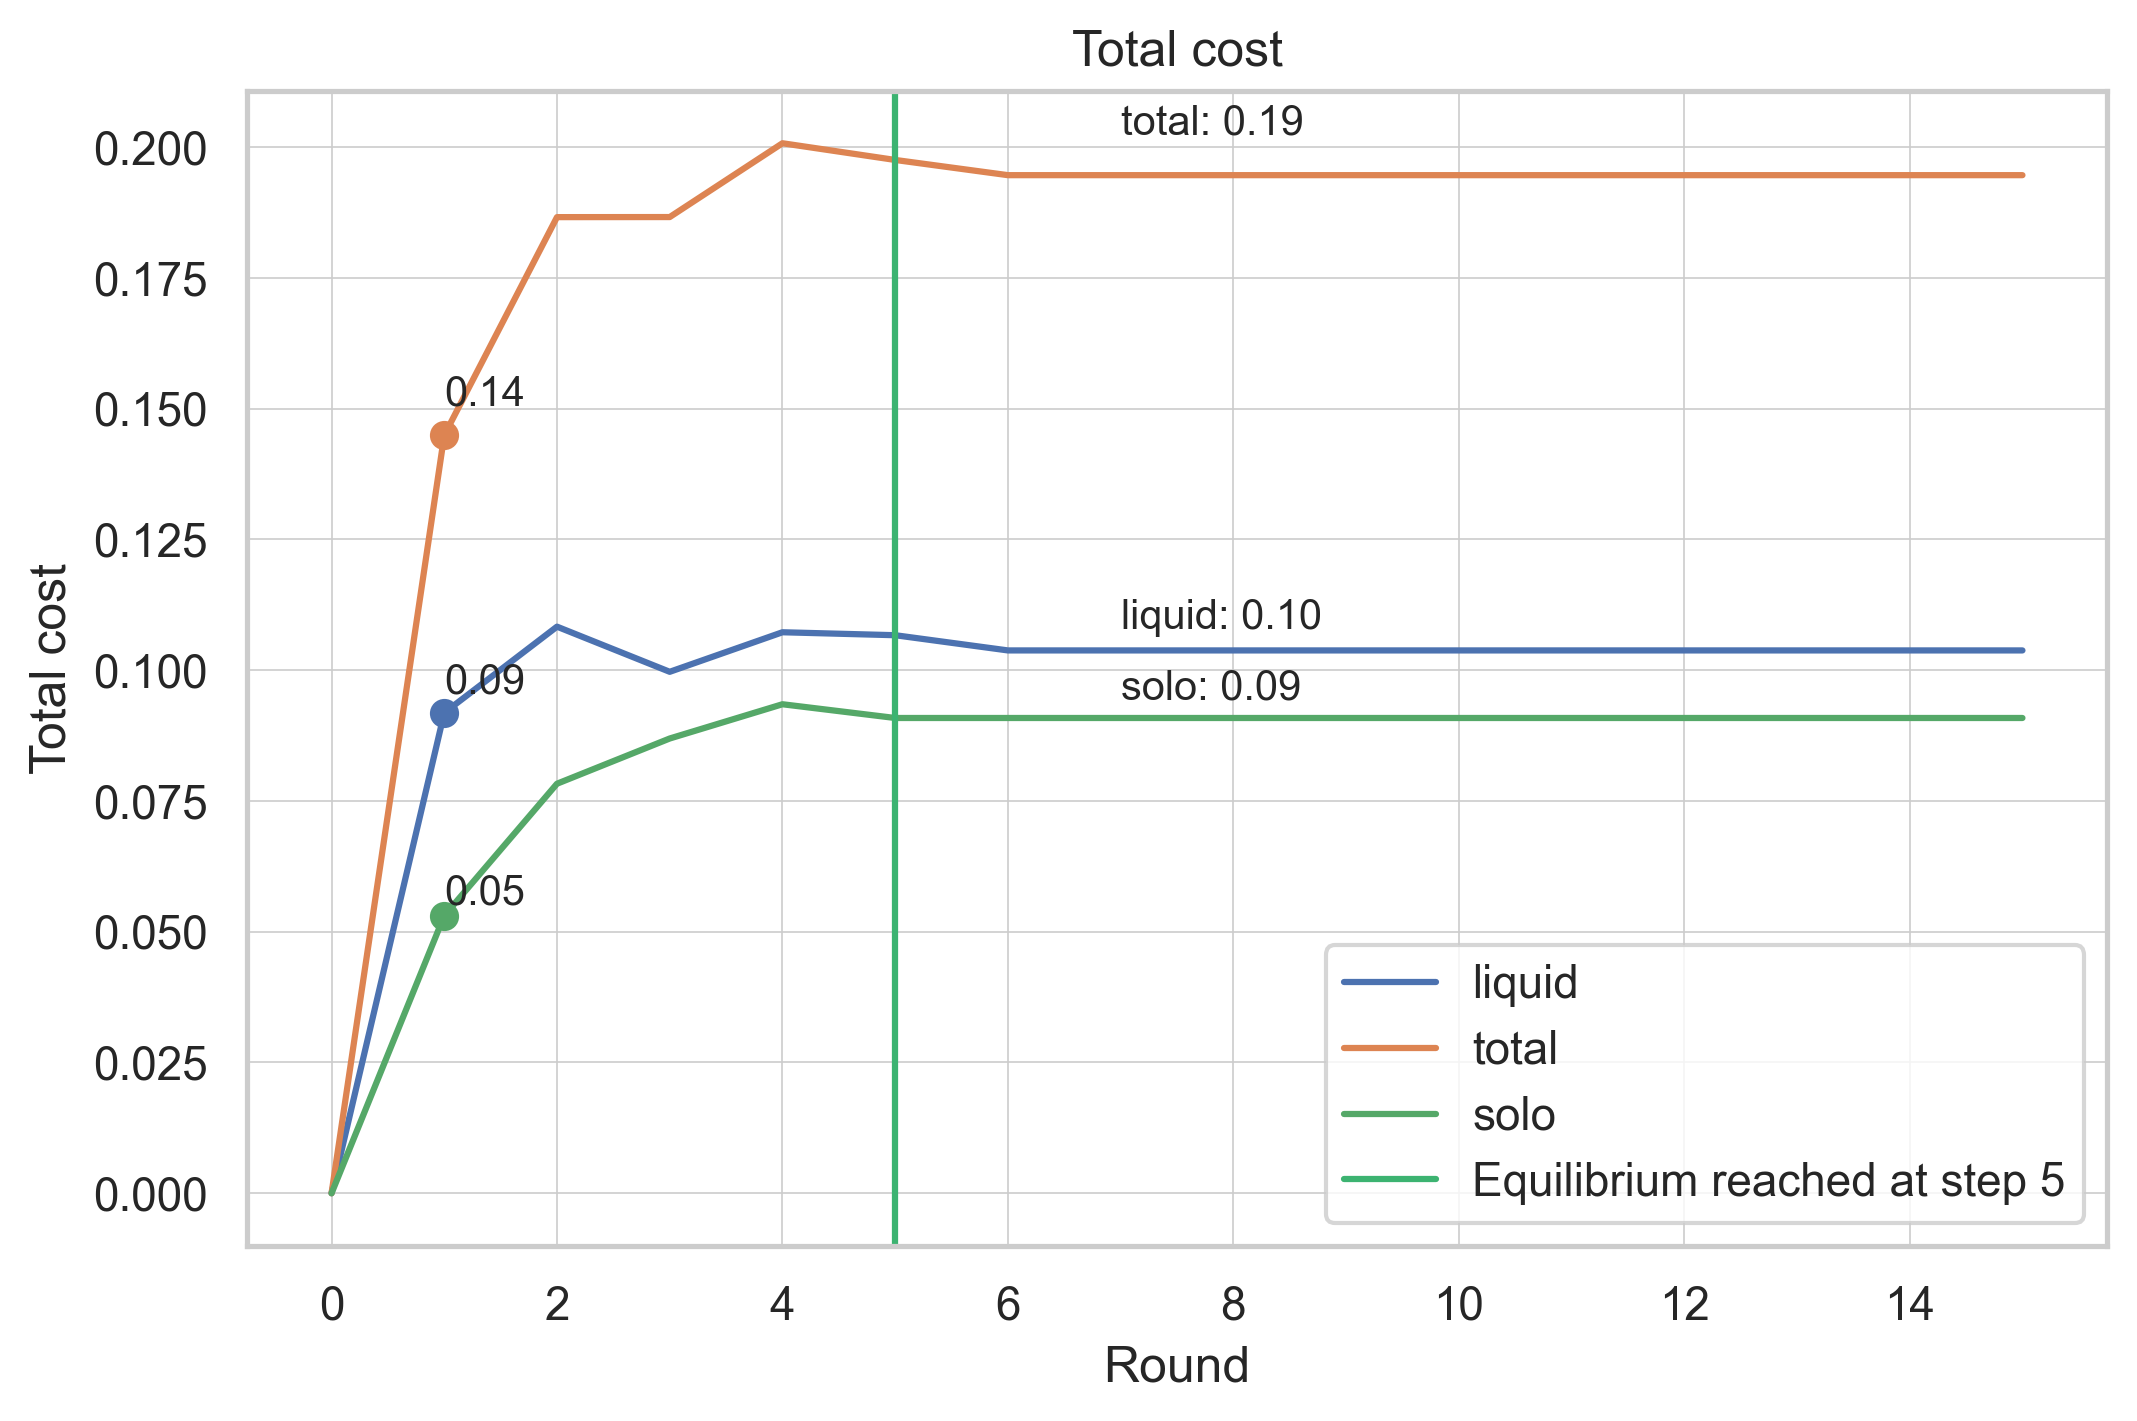 Total cost
total: 0.19
0.200
0.175
0.14
0.150
0.125
liquid: 0.10
0.09
0.100
solo: 0.09
0.075
0.05
0.050
0.025
0.000
Total cost
liquid
total
solo
Equilibrium reached at step 5
0 2 4 6 8 10 12 14
Round